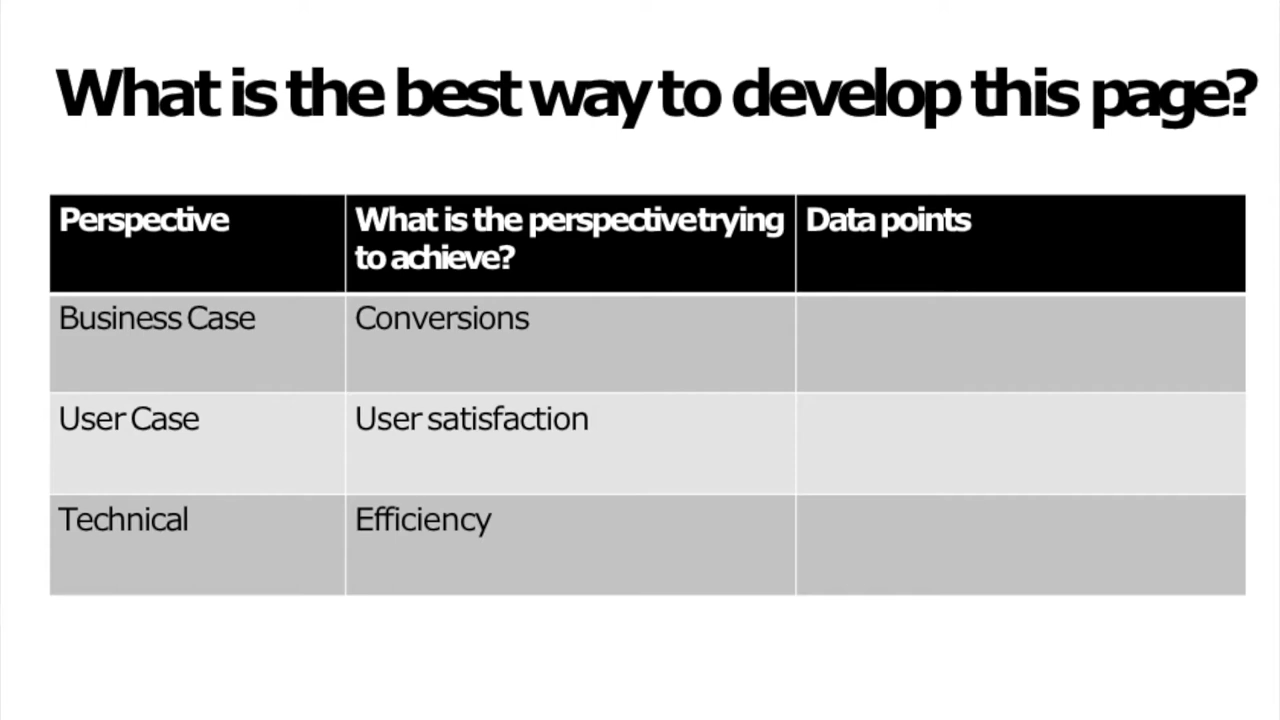 What is the best way to develop this page?
Perspective
What is the perspective trying
to achieve?
Data points
Business Case
Conversions
User Case
User satisfaction
Technical
Efficiency